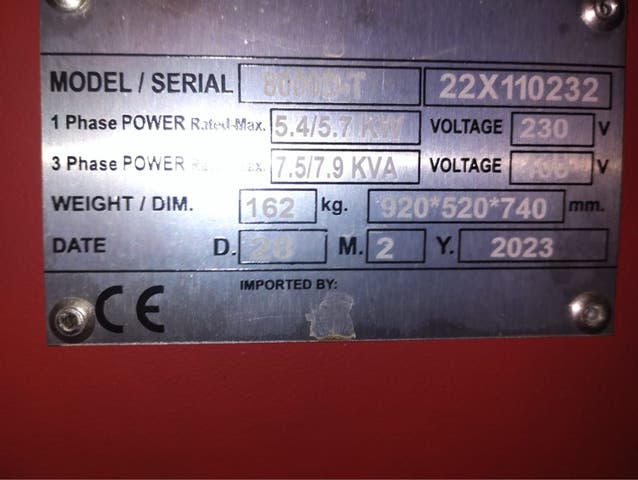 MODEL / SERIAL 22X110232
1 Phase POWER Rated-Max. 5.4/5.7 KW VOLTAGE 230 V
3 Phase POWER 7.5/7.9 KVA VOLTAGE V
WEIGHT / DIM. 162 kg. 920*520*740 mm.
DATE D. 28 M. 2 Y. 2023
IMPORTED BY:
CE